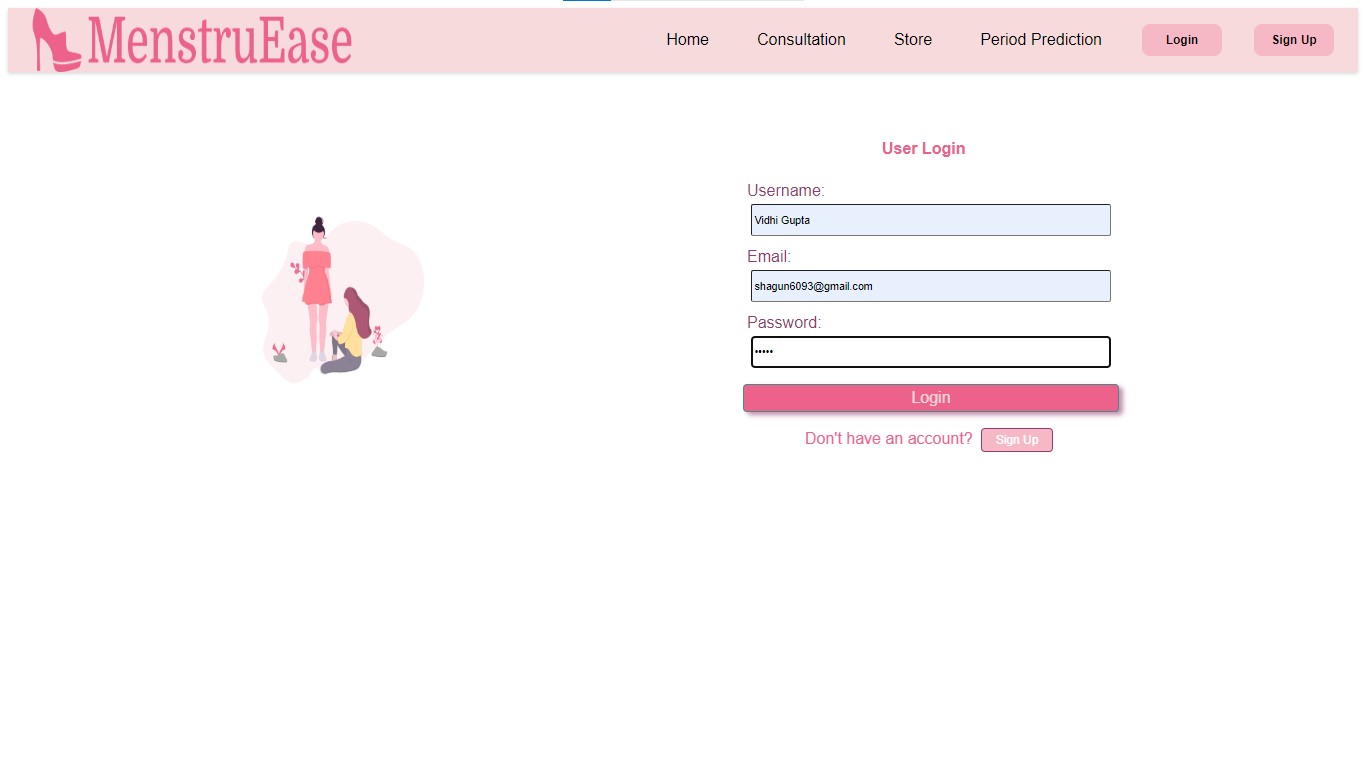 MenstruEase
Home Consultation Store Period Prediction Login Sign Up
User Login
Username:
Vidhi Gupta
Email:
shagun6093@gmail.com
Password:
•••••
Login
Don't have an account? Sign Up